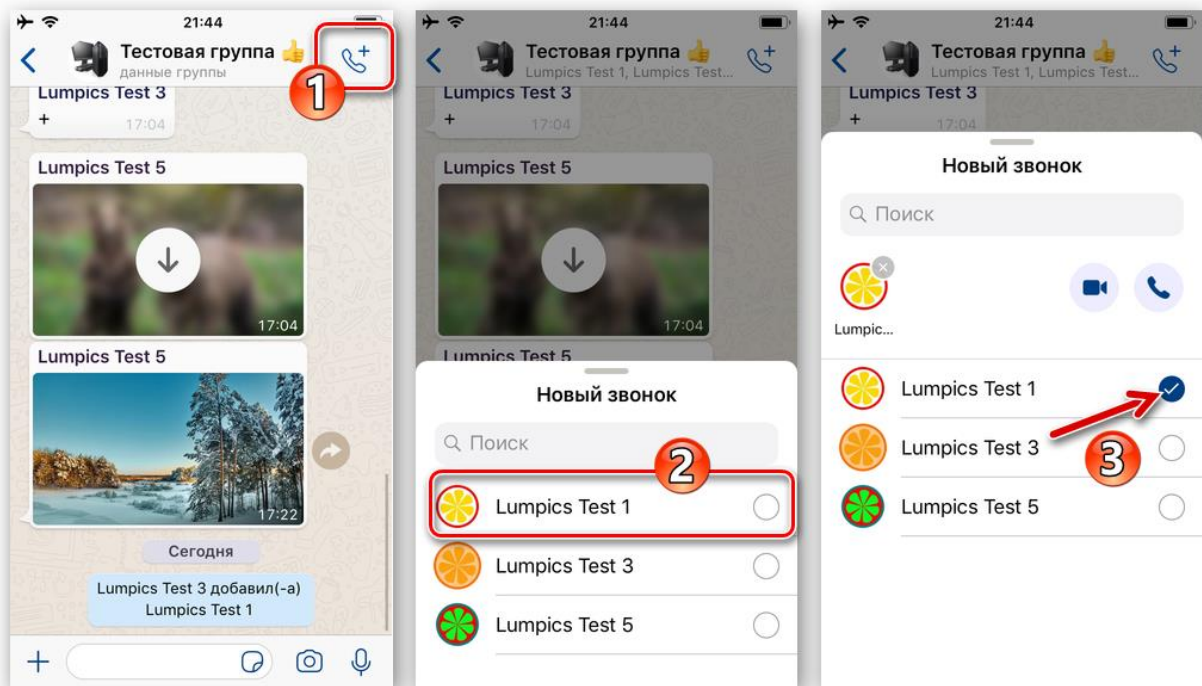 21:44
Тестовая группа 👍
данные группы
1
Lumpics Test 3
+
17:04
Lumpics Test 5
17:04
Lumpics Test 5
17:22
Сегодня
Lumpics Test 3 добавил(-а)
Lumpics Test 1
21:44
Тестовая группа 👍
Lumpics Test 1, Lumpics Test...
Lumpics Test 3
+
17:04
Lumpics Test 5
17:04
Lumpics Test 5
Новый звонок
Поиск
2
Lumpics Test 1
Lumpics Test 3
Lumpics Test 5
21:44
Тестовая группа 👍
Lumpics Test 1, Lumpics Test...
Lumpics Test 3
+
17:04
Новый звонок
Поиск
Lumpic...
Lumpics Test 1
Lumpics Test 3
3
Lumpics Test 5